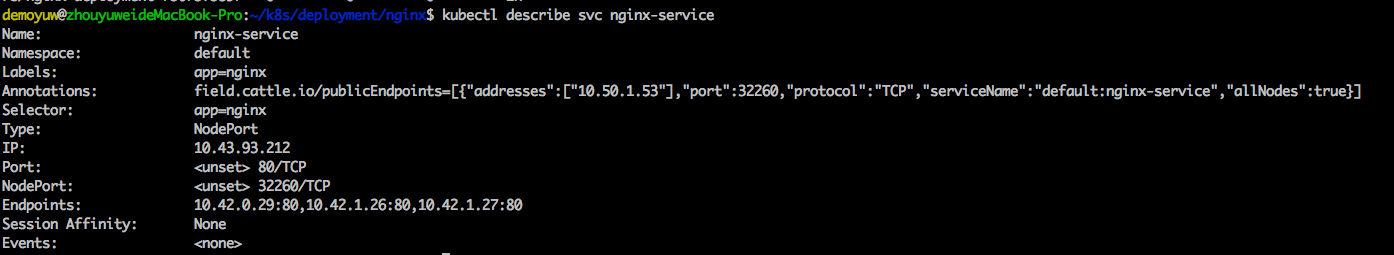 demoyuw@zhouyuweideMacBook-Pro:~/k8s/deployment/nginx$ kubectl describe svc nginx-service
Name: nginx-service
Namespace: default
Labels: app=nginx
Annotations: field.cattle.io/publicEndpoints=[{"addresses":["10.50.1.53"],"port":32260,"protocol":"TCP","serviceName":"default:nginx-service","allNodes":true}]
Selector: app=nginx
Type: NodePort
IP: 10.43.93.212
Port: <unset> 80/TCP
NodePort: <unset> 32260/TCP
Endpoints: 10.42.0.29:80,10.42.1.26:80,10.42.1.27:80
Session Affinity: None
Events: <none>